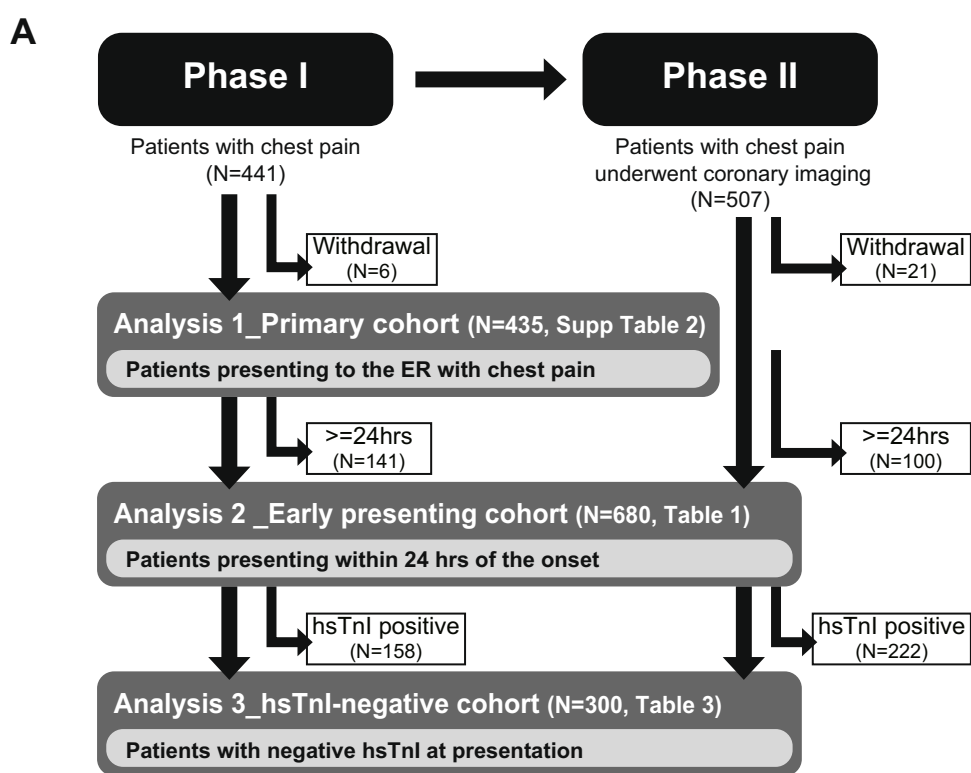 A
Phase I
Phase II
Patients with chest pain
(N=441)
Patients with chest pain
underwent coronary imaging
(N=507)
Withdrawal
(N=6)
Withdrawal
(N=21)
Analysis 1_Primary cohort (N=435, Supp Table 2)
Patients presenting to the ER with chest pain
>=24hrs
(N=141)
>=24hrs
(N=100)
Analysis 2 _Early presenting cohort (N=680, Table 1)
Patients presenting within 24 hrs of the onset
hsTnI positive
(N=158)
hsTnI positive
(N=222)
Analysis 3_hsTnI-negative cohort (N=300, Table 3)
Patients with negative hsTnI at presentation